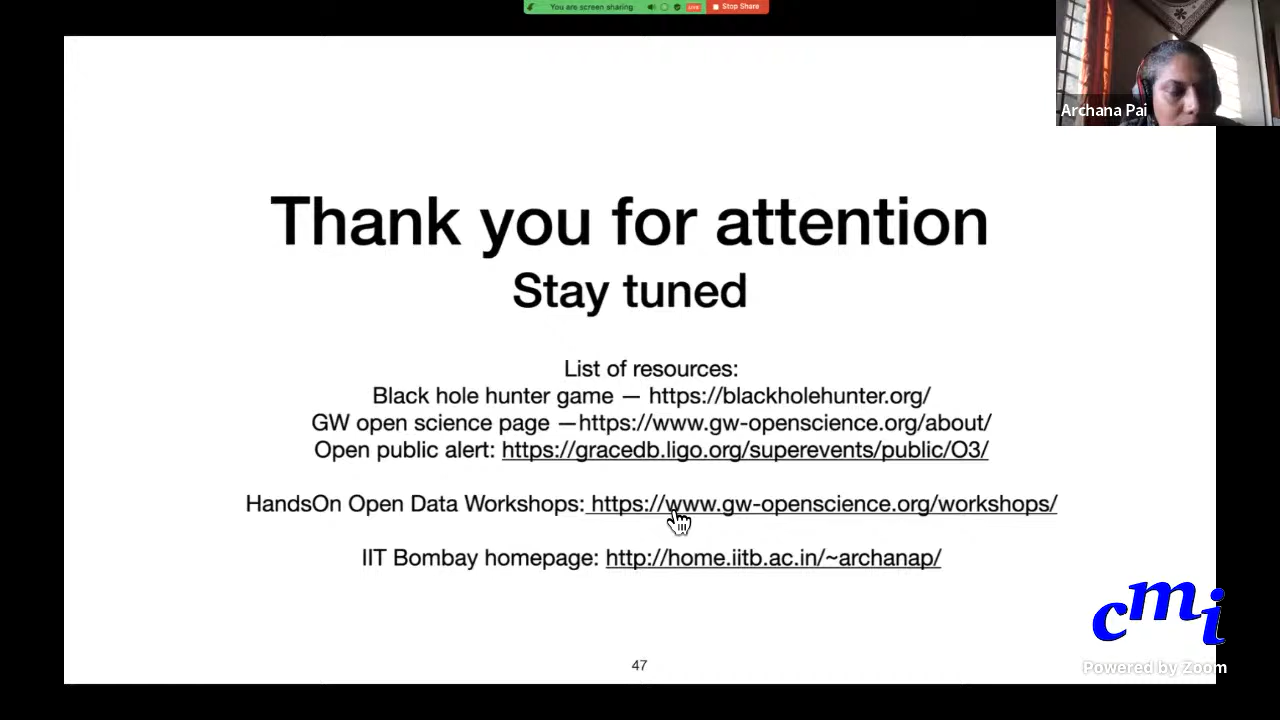 You are screen sharing LIVE Stop Share
Archana Pai
Thank you for attention
Stay tuned
List of resources:
Black hole hunter game — https://blackholehunter.org/
GW open science page —https://www.gw-openscience.org/about/
Open public alert: https://gracedb.ligo.org/superevents/public/O3/
HandsOn Open Data Workshops: https://www.gw-openscience.org/workshops/
IIT Bombay homepage: http://home.iitb.ac.in/~archanap/
cmi
Powered by Zoom
47